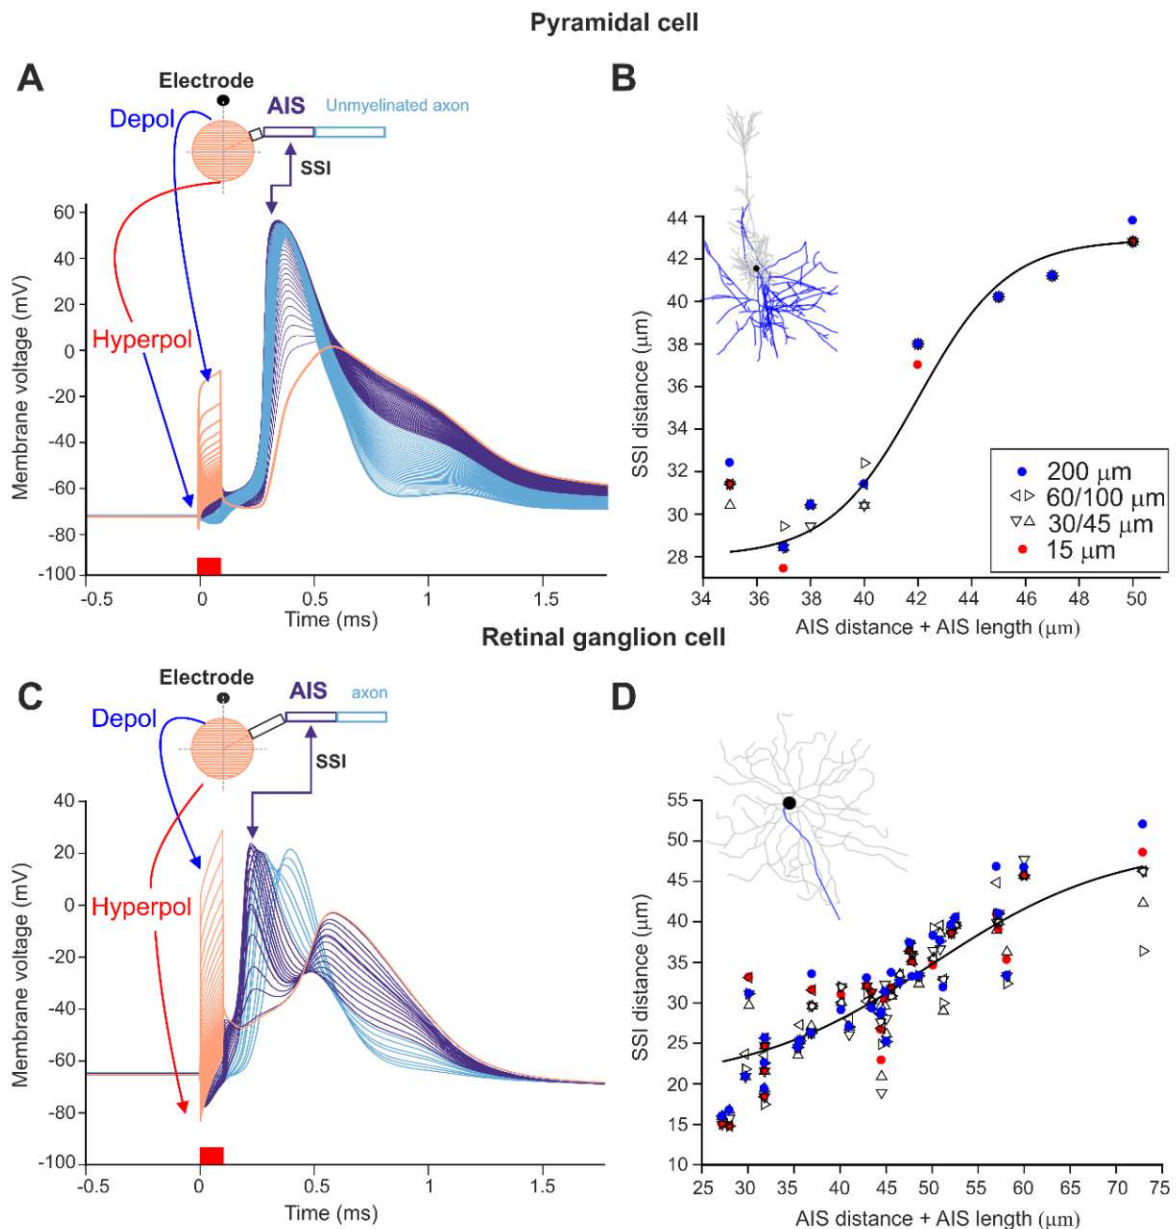 Pyramidal cell
A
Electrode
AIS
Unmyelinated axon
Depol
SSI
Hyperpol
60
40
20
0
-20
-40
-60
-80
-100
Membrane voltage (mV)
-0.5
0
0.5
1
1.5
Time (ms)
B
44
42
40
38
36
34
32
30
28
SSI distance (μm)
200 μm
60/100 μm
30/45 μm
15 μm
34
36
38
40
42
44
46
48
50
AIS distance + AIS length (μm)
Retinal ganglion cell
C
Electrode
AIS
axon
Depol
SSI
Hyperpol
40
20
0
-20
-40
-60
-80
-100
Membrane voltage (mV)
-0.5
0
0.5
1
1.5
Time (ms)
D
55
50
45
40
35
30
25
20
15
10
SSI distance (μm)
25
30
35
40
45
50
55
60
65
70
75
AIS distance + AIS length (μm)